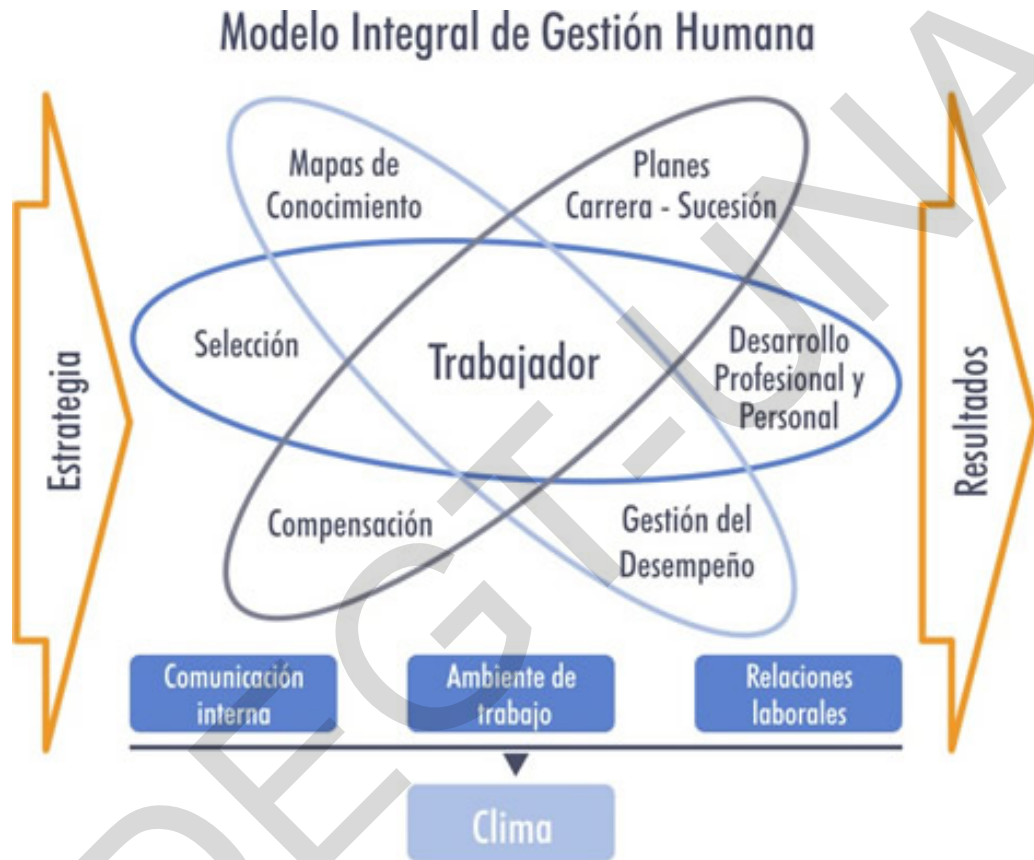 Modelo Integral de Gestión Humana
Mapas de
Conocimiento
Planes
Carrera - Sucesión
Estrategia
Selección
Trabajador
Desarrollo
Profesional y
Personal
Resultados
Compensación
Gestión del
Desempeño
Comunicación
interna
Ambiente de
trabajo
Relaciones
laborales
Clima
DEGT-UNA